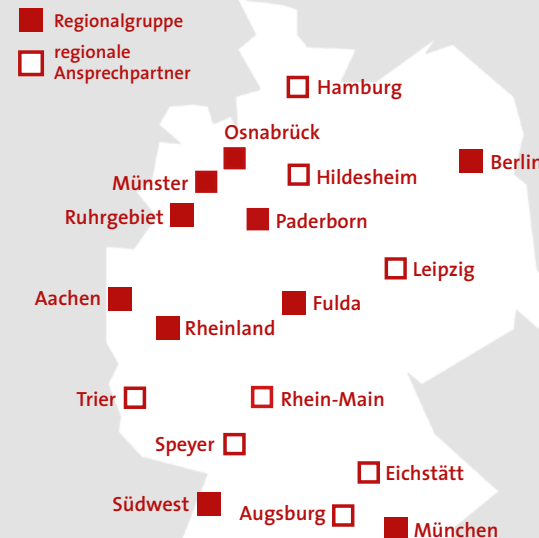 Regionalgruppe
regionale
Ansprechpartner
Hamburg
Osnabrück
Berlin
Hildesheim
Münster
Ruhrgebiet
Paderborn
Leipzig
Aachen
Fulda
Rheinland
Trier
Rhein-Main
Speyer
Eichstätt
Südwest
Augsburg
München